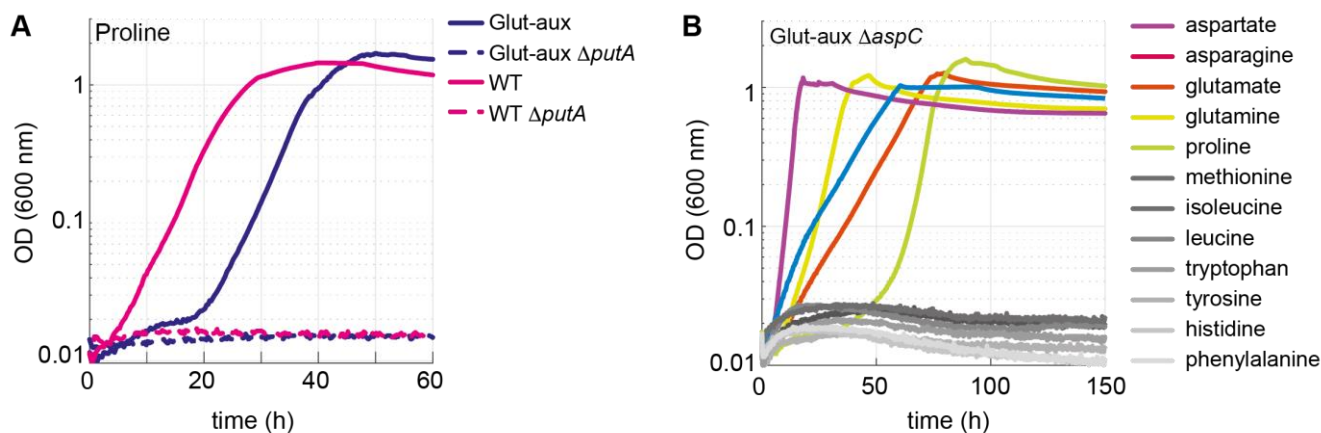 A
Proline
OD (600 nm)
1
0.1
0.01
0
20
40
60
time (h)
Glut-aux
Glut-aux ΔputA
WT
WT ΔputA
B
Glut-aux ΔaspC
OD (600 nm)
1
0.1
0.01
0
50
100
150
time (h)
aspartate
asparagine
glutamate
glutamine
proline
methionine
isoleucine
leucine
tryptophan
tyrosine
histidine
phenylalanine